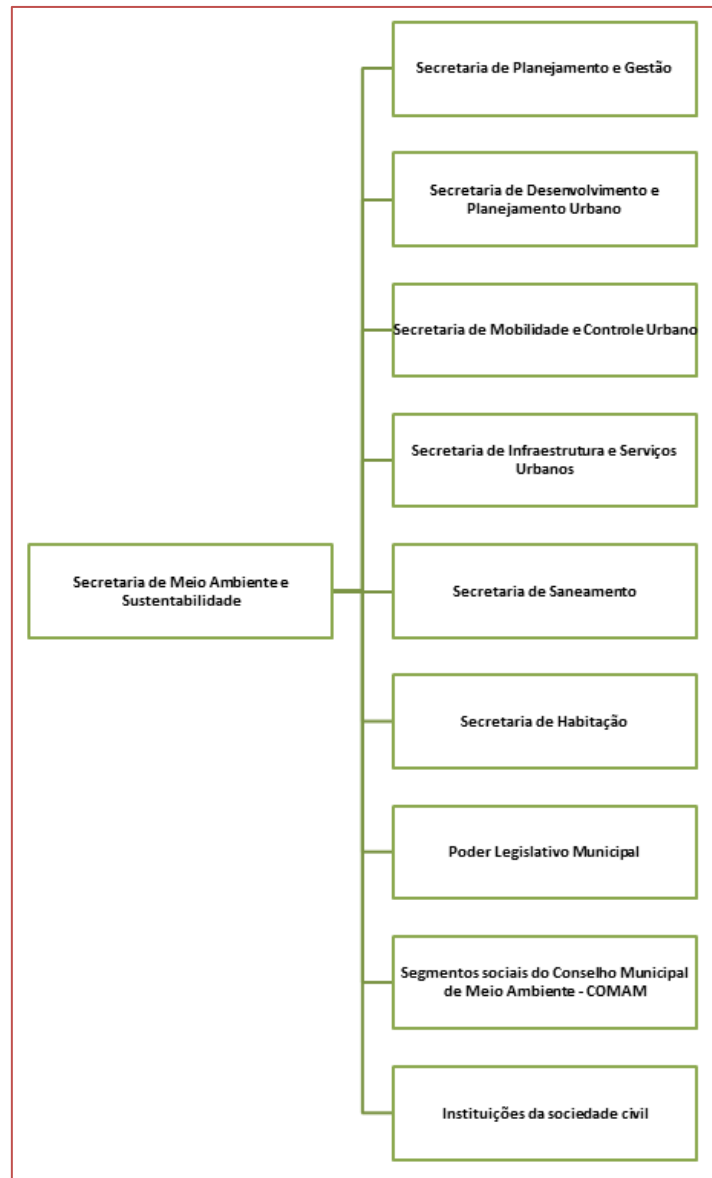 Secretaria de Planejamento e Gestão
Secretaria de Desenvolvimento e
Planejamento Urbano
Secretaria de Mobilidade e Controle Urbano
Secretaria de Infraestrutura e Serviços
Urbanos
Secretaria de Meio Ambiente e
Sustentabilidade
Secretaria de Saneamento
Secretaria de Habitação
Poder Legislativo Municipal
Segmentos sociais do Conselho Municipal
de Meio Ambiente - COMAM
Instituições da sociedade civil